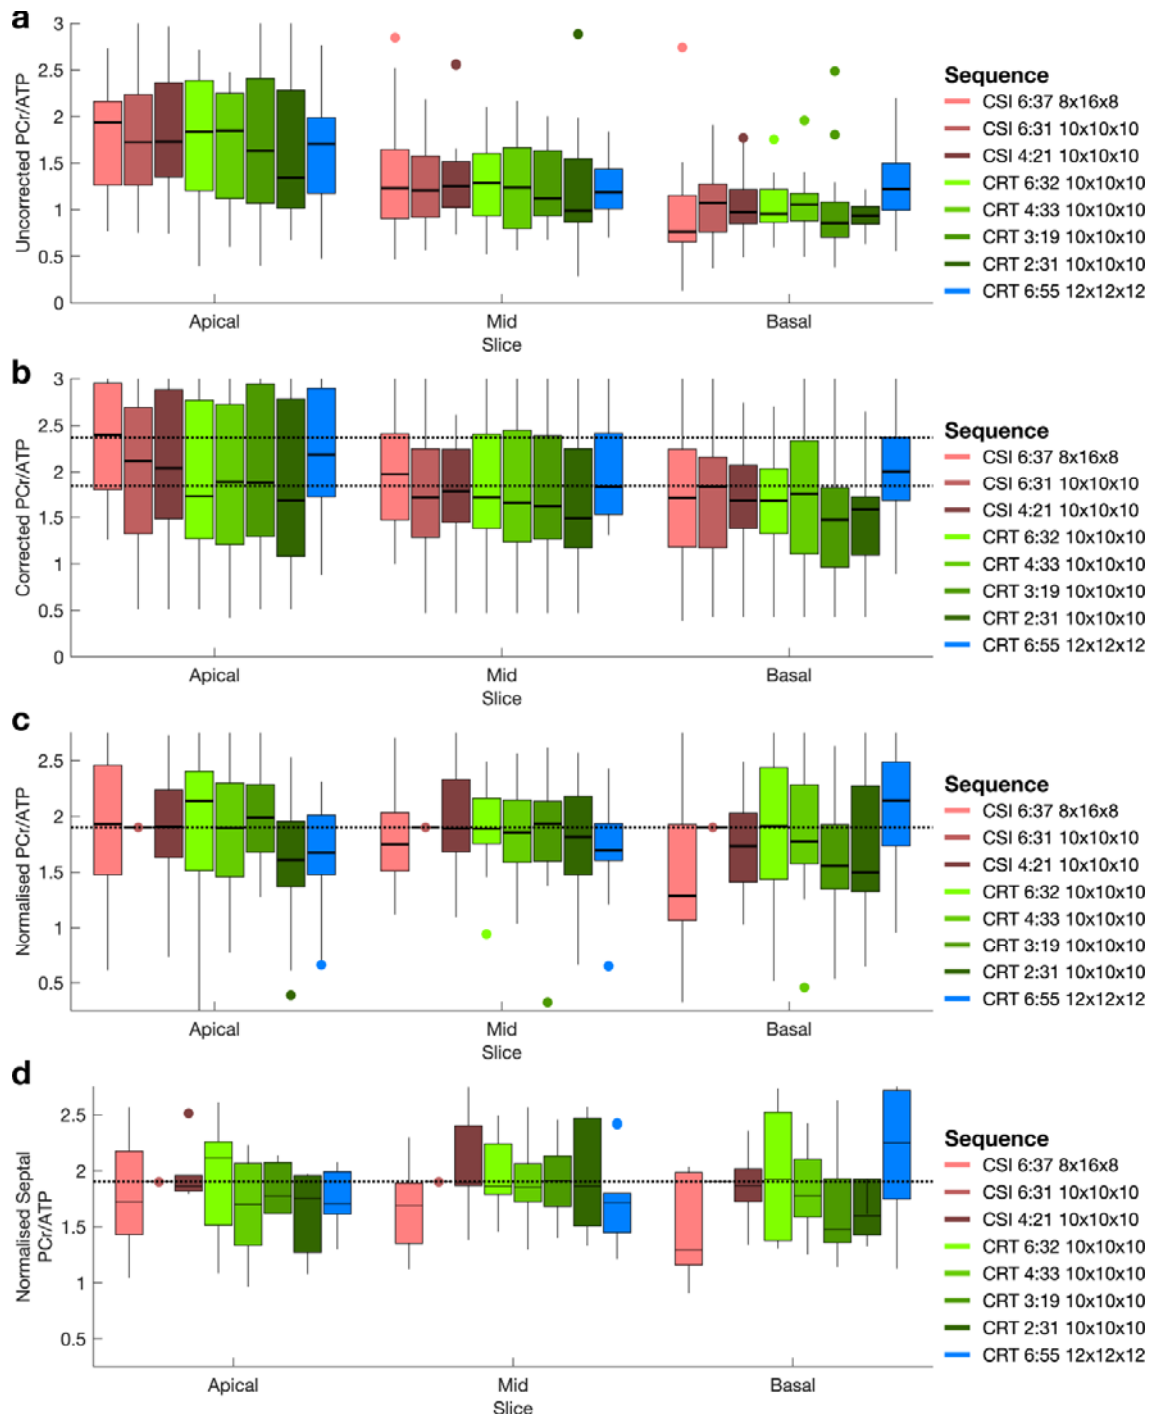 a
Uncorrected PCr/ATP
3
2.5
2
1.5
1
0.5
0
Apical
Mid
Basal
Slice
Sequence
CSI 6:37 8x16x8
CSI 6:31 10x10x10
CSI 4:21 10x10x10
CRT 6:32 10x10x10
CRT 4:33 10x10x10
CRT 3:19 10x10x10
CRT 2:31 10x10x10
CRT 6:55 12x12x12
b
Corrected PCr/ATP
3
2.5
2
1.5
1
0.5
0
Apical
Mid
Basal
Slice
Sequence
CSI 6:37 8x16x8
CSI 6:31 10x10x10
CSI 4:21 10x10x10
CRT 6:32 10x10x10
CRT 4:33 10x10x10
CRT 3:19 10x10x10
CRT 2:31 10x10x10
CRT 6:55 12x12x12
c
Normalised PCr/ATP
2.5
2
1.5
1
0.5
Apical
Mid
Basal
Slice
Sequence
CSI 6:37 8x16x8
CSI 6:31 10x10x10
CSI 4:21 10x10x10
CRT 6:32 10x10x10
CRT 4:33 10x10x10
CRT 3:19 10x10x10
CRT 2:31 10x10x10
CRT 6:55 12x12x12
d
Normalised Septal
PCr/ATP
2.5
2
1.5
1
0.5
Apical
Mid
Basal
Slice
Sequence
CSI 6:37 8x16x8
CSI 6:31 10x10x10
CSI 4:21 10x10x10
CRT 6:32 10x10x10
CRT 4:33 10x10x10
CRT 3:19 10x10x10
CRT 2:31 10x10x10
CRT 6:55 12x12x12